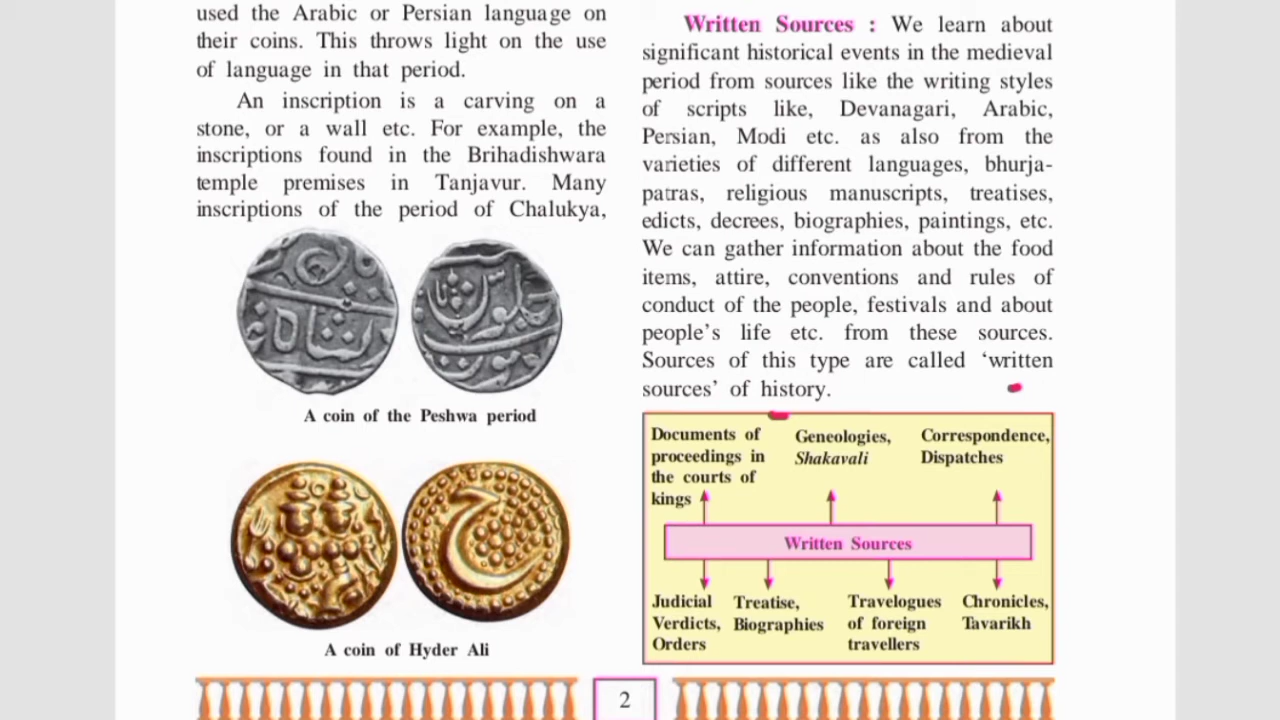 used the Arabic or Persian language on
their coins. This throws light on the use
of language in that period.
An inscription is a carving on a
stone, or a wall etc. For example, the
inscriptions found in the Brihadishwara
temple premises in Tanjavur. Many
inscriptions of the period of Chalukya,
A coin of the Peshwa period
A coin of Hyder Ali
Written Sources : We learn about
significant historical events in the medieval
period from sources like the writing styles
of scripts like, Devanagari, Arabic,
Persian, Modi etc. as also from the
varieties of different languages, bhurja-
patras, religious manuscripts, treatises,
edicts, decrees, biographies, paintings, etc.
We can gather information about the food
items, attire, conventions and rules of
conduct of the people, festivals and about
people's life etc. from these sources.
Sources of this type are called 'written
sources' of history.
Documents of
proceedings in
the courts of
kings
Geneologies,
Shakavali
Correspondence,
Dispatches
Written Sources
Judicial
Verdicts,
Orders
Treatise,
Biographies
Travelogues
of foreign
travellers
Chronicles,
Tavarikh
2